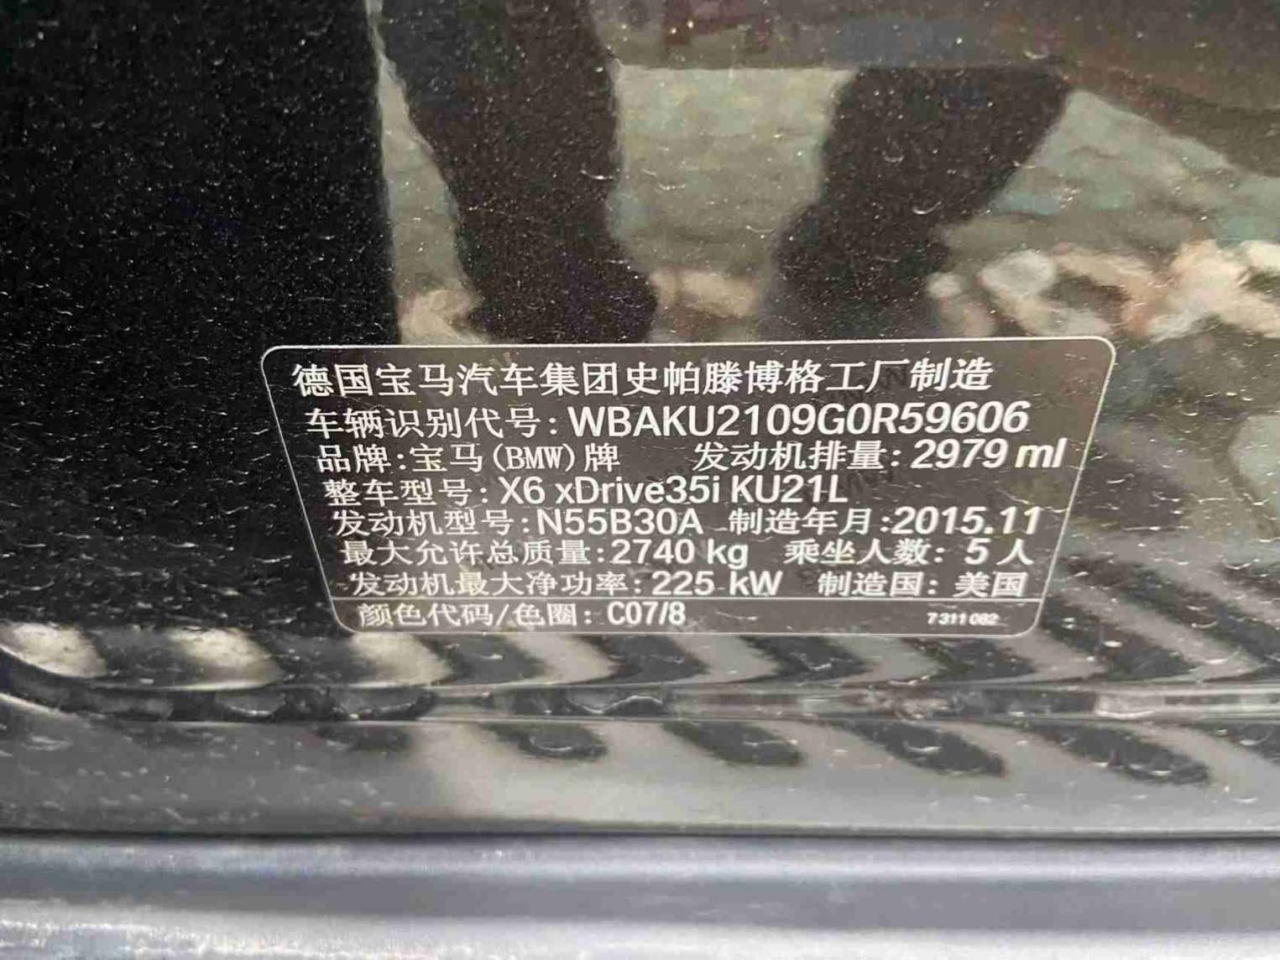 德国宝马汽车集团史帕滕博格工厂制造
车辆识别代号: WBAKU2109G0R59606
品牌:宝马(BMW)牌 发动机排量: 2979 ml
整车型号: X6 xDrive35i KU21L
发动机型号:N55B30A 制造年月:2015.11
最大允许总质量:2740 kg 乘坐人数: 5 人
发动机最大净功率:225 kW 制造国: 美国
颜色代码/色圈: C07/8 7 311 082